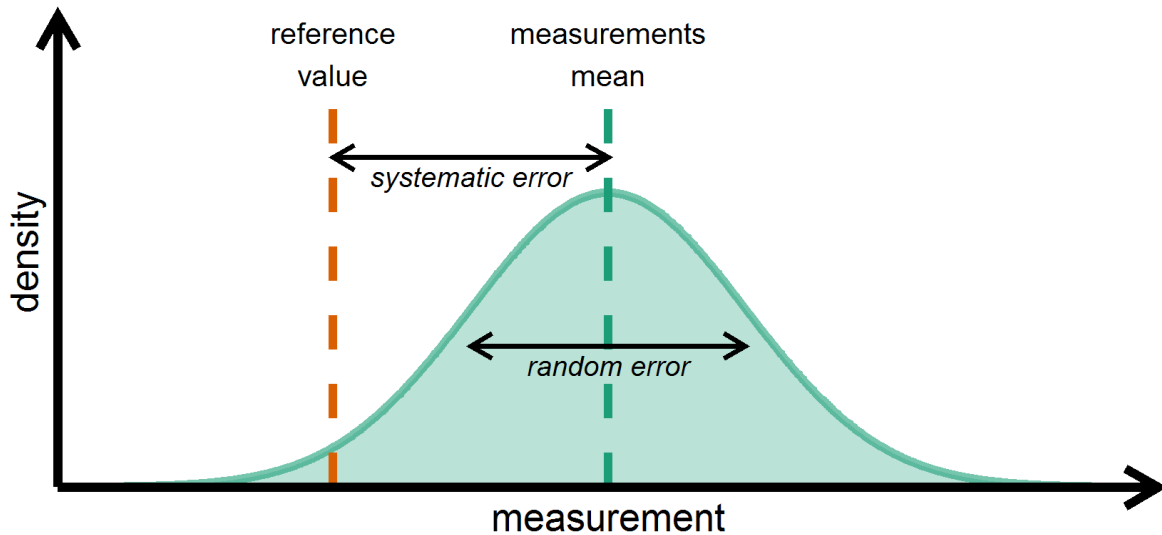 reference
value
measurements
mean
systematic error
density
random error
measurement